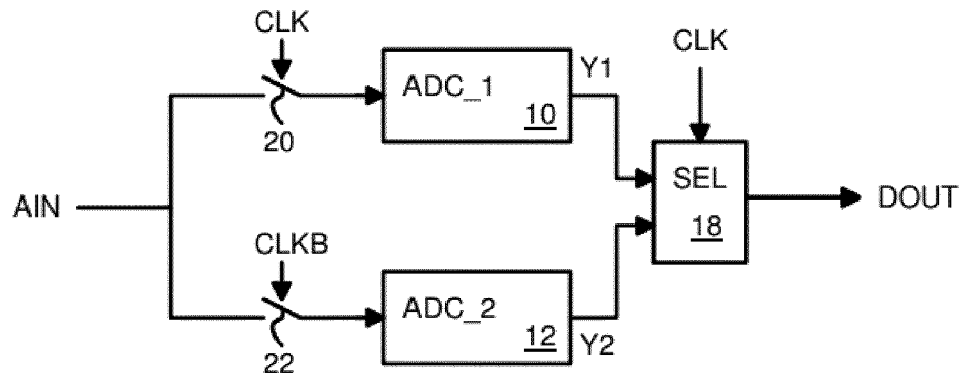 CLK
CLK
ADC_1
Y1
10
20
SEL
AIN
DOUT
18
CLKB
ADC_2
12
Y2
22